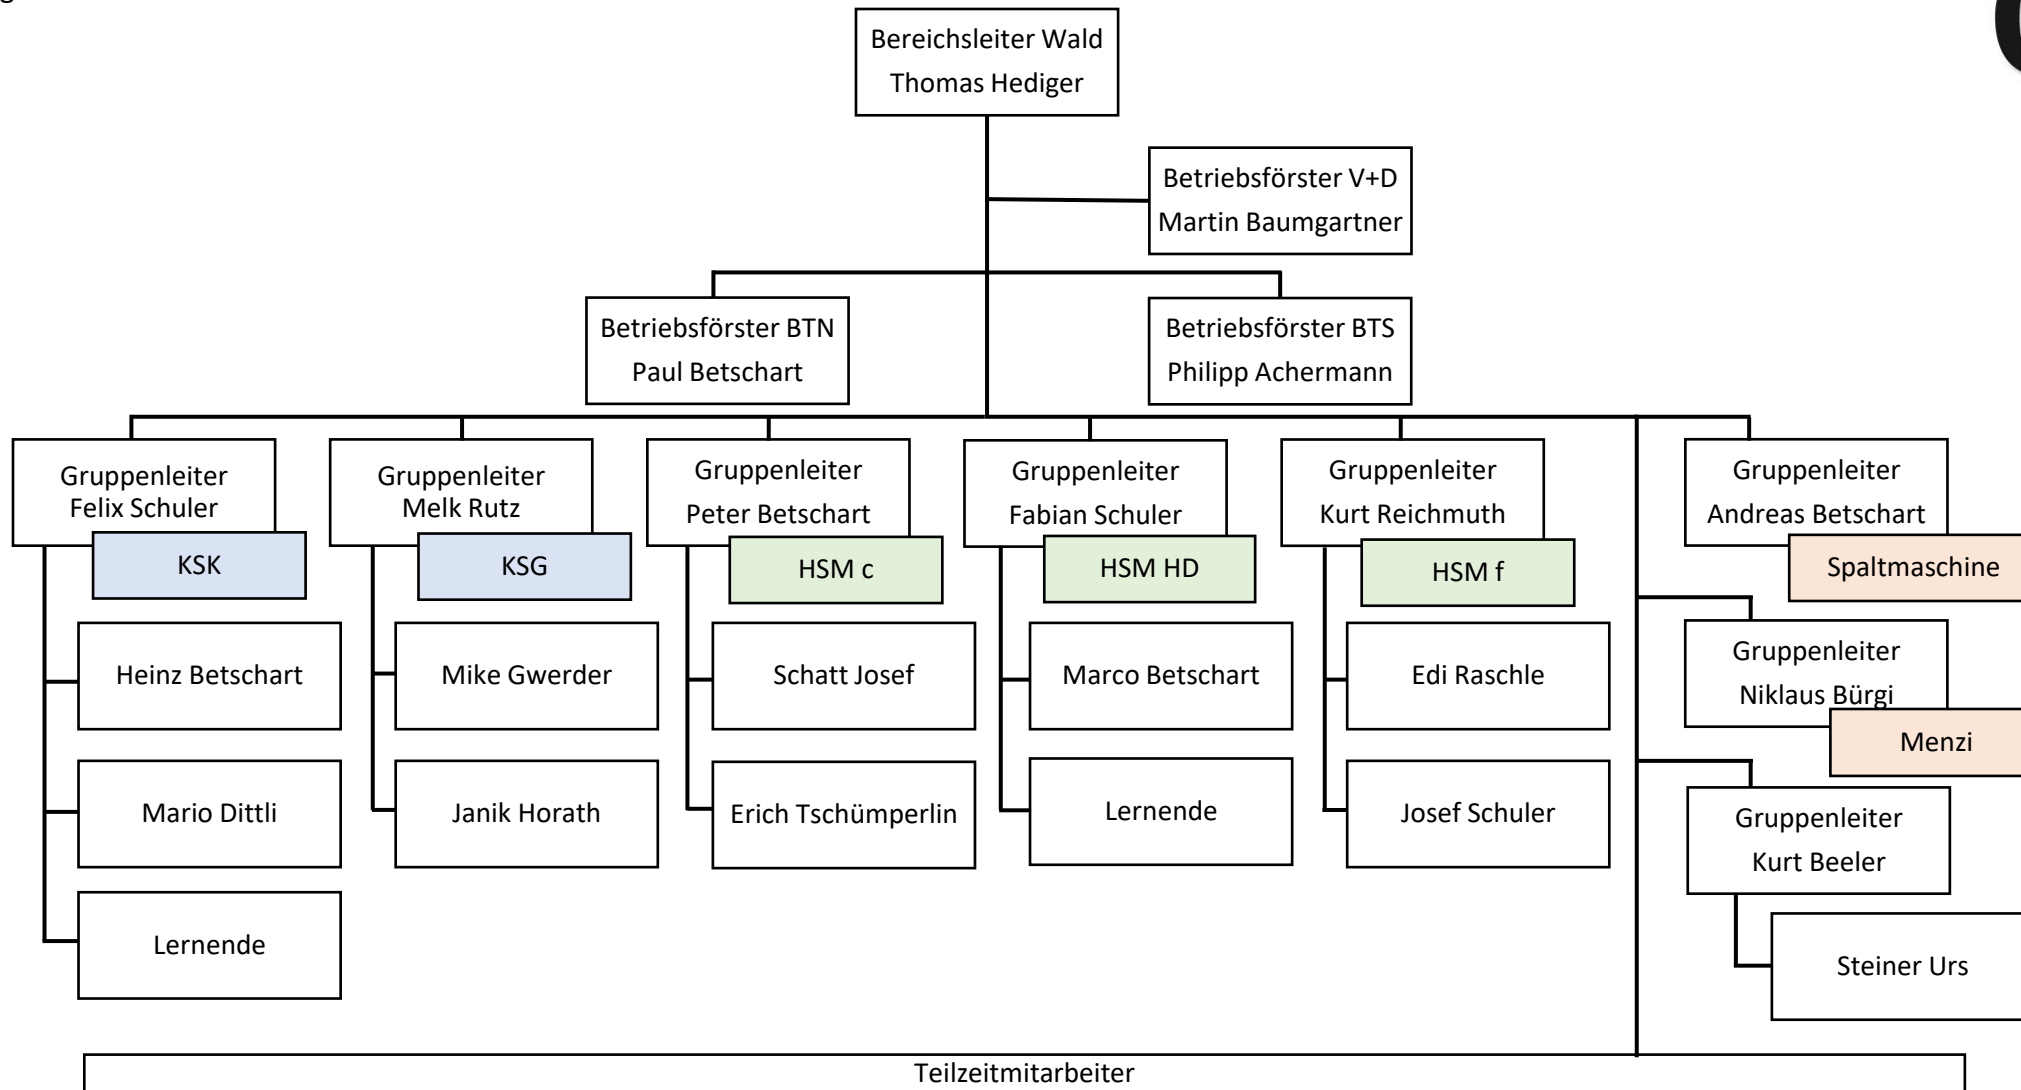 Bereichsleiter Wald
Thomas Hediger
Betriebsförster V+D
Martin Baumgartner
Betriebsförster BTN
Paul Betschart
Betriebsförster BTS
Philipp Achermann
Gruppenleiter
Felix Schuler
KSK
Gruppenleiter
Melk Rutz
KSG
Gruppenleiter
Peter Betschart
HSM c
Gruppenleiter
Fabian Schuler
HSM HD
Gruppenleiter
Kurt Reichmuth
HSM f
Gruppenleiter
Andreas Betschart
Spaltmaschine
Heinz Betschart
Mike Gwerder
Schatt Josef
Marco Betschart
Edi Raschle
Gruppenleiter
Niklaus Bürgi
Menzi
Mario Dittli
Janik Horath
Erich Tschümperlin
Lernende
Josef Schuler
Gruppenleiter
Kurt Beeler
Lernende
Steiner Urs
Teilzeitmitarbeiter